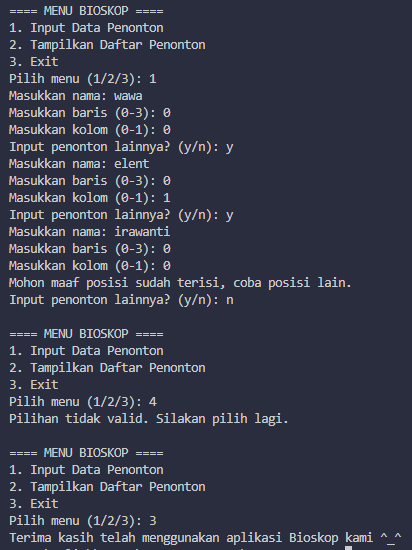 ==== MENU BIOSKOP ====
1. Input Data Penonton
2. Tampilkan Daftar Penonton
3. Exit
Pilih menu (1/2/3): 1
Masukkan nama: wawa
Masukkan baris (0-3): 0
Masukkan kolom (0-1): 0
Input penonton lainnya? (y/n): y
Masukkan nama: elent
Masukkan baris (0-3): 0
Masukkan kolom (0-1): 1
Input penonton lainnya? (y/n): y
Masukkan nama: irawanti
Masukkan baris (0-3): 0
Masukkan kolom (0-1): 0
Mohon maaf posisi sudah terisi, coba posisi lain.
Input penonton lainnya? (y/n): n
==== MENU BIOSKOP ====
1. Input Data Penonton
2. Tampilkan Daftar Penonton
3. Exit
Pilih menu (1/2/3): 4
Pilihan tidak valid. Silakan pilih lagi.
==== MENU BIOSKOP ====
1. Input Data Penonton
2. Tampilkan Daftar Penonton
3. Exit
Pilih menu (1/2/3): 3
Terima kasih telah menggunakan aplikasi Bioskop kami ^_^